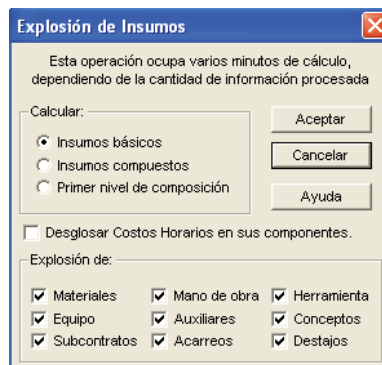 Explosión de Insumos
Esta operación ocupa varios minutos de cálculo,
dependiendo de la cantidad de información procesada
Calcular:
Insumos básicos
Insumos compuestos
Primer nivel de composición
Aceptar
Cancelar
Ayuda
Desglosar Costos Horarios en sus componentes.
Explosión de:
Materiales Mano de obra Herramienta
Equipo Auxiliares Conceptos
Subcontratos Acarreos Destajos